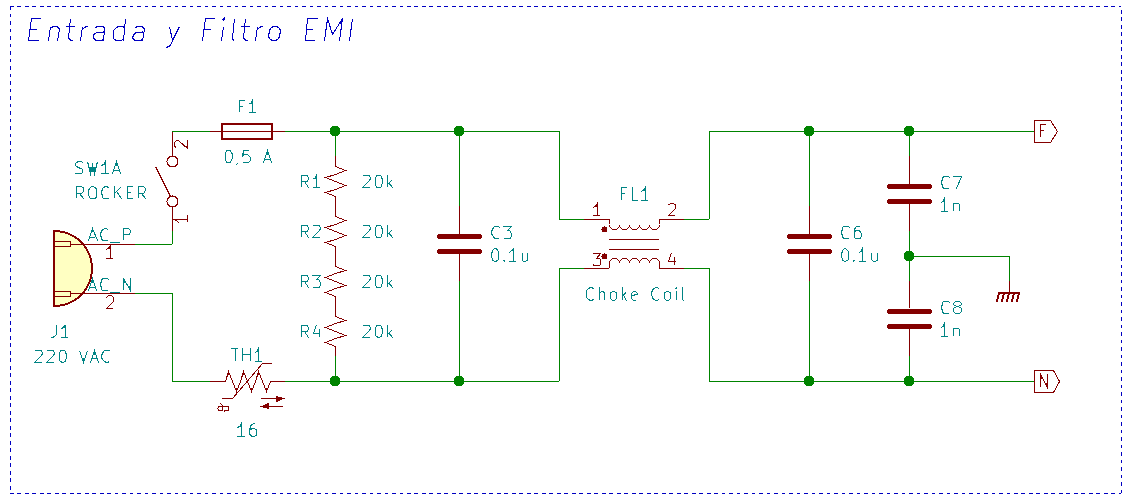 Entrada y Filtro EMI
F1
0,5 A
SW1A
ROCKER
2
1
AC_P
1
AC_N
2
J1
220 VAC
TH1
θ
16
R1 20k
R2 20k
R3 20k
R4 20k
C3
0.1u
FL1
1 2
3 4
Choke Coil
C6
0.1u
C7
1n
C8
1n
F
N